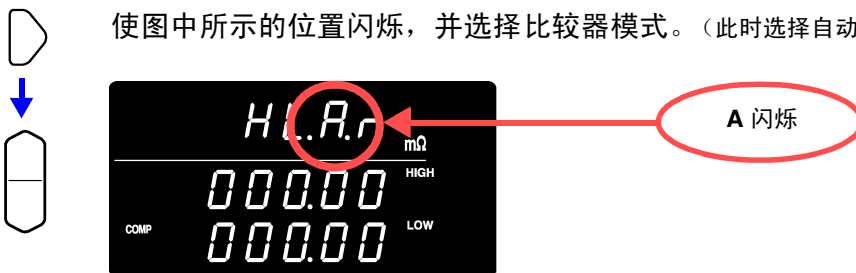 使图中所示的位置闪烁，并选择比较器模式。（此时选择自动
HL.A.r mΩ
A 闪烁
000.00 HIGH
COMP 000.00 LOW